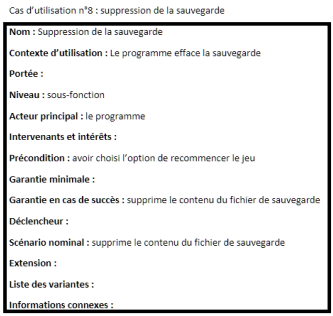 Cas d'utilisation n°8 : suppression de la sauvegarde
Nom : Suppression de la sauvegarde
Contexte d'utilisation : Le programme efface la sauvegarde
Portée :
Niveau : sous-fonction
Acteur principal : le programme
Intervenants et intérêts :
Précondition : avoir choisi l'option de recommencer le jeu
Garantie minimale :
Garantie en cas de succès : supprime le contenu du fichier de sauvegarde
Déclencheur :
Scénario nominal : supprime le contenu du fichier de sauvegarde
Extension :
Liste des variantes :
Informations connexes :